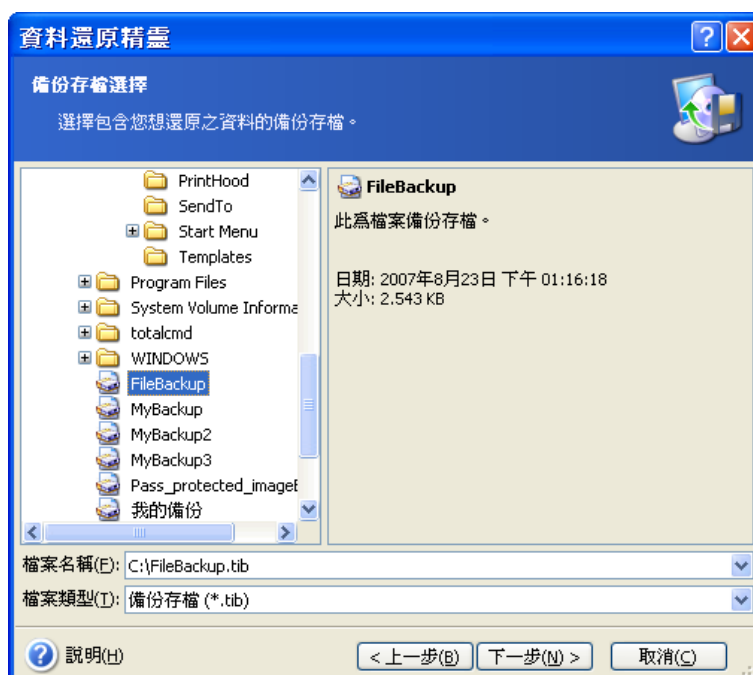 資料還原精靈
備份存檔選擇
選擇包含您想還原之資料的備份存檔。
PrintHood
SendTo
Start Menu
Templates
Program Files
System Volume Informa
totalcmd
WINDOWS
FileBackup
MyBackup
MyBackup2
MyBackup3
Pass_protected_imageE
我的備份
FileBackup
此為檔案備份存檔。
日期: 2007年8月23日 下午 01:16:18
大小: 2.543 KB
檔案名稱(F): C:\FileBackup.tib
檔案類型(T): 備份存檔 (*.tib)
說明(H)
< 上一步(B)
下一步(N) >
取消(C)